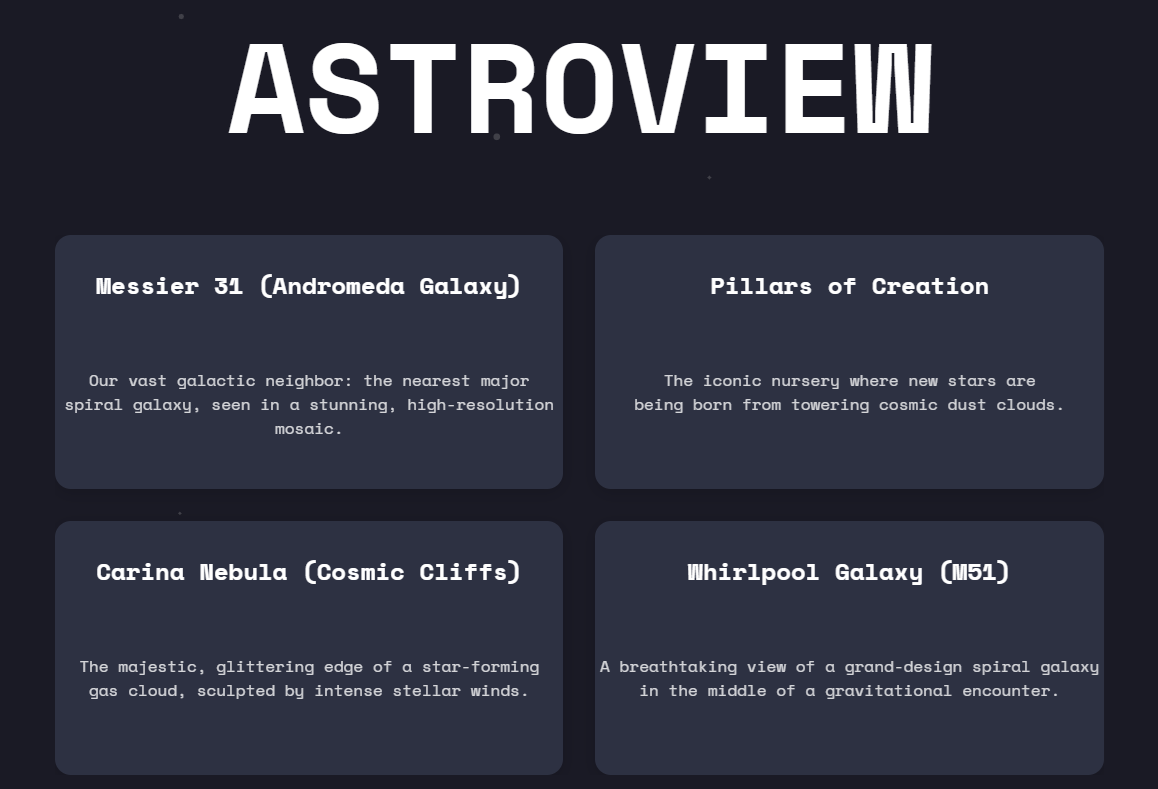 ASTROVIEW
Messier 31 (Andromeda Galaxy)
Our vast galactic neighbor: the nearest major
spiral galaxy, seen in a stunning, high-resolution
mosaic.
Pillars of Creation
The iconic nursery where new stars are
being born from towering cosmic dust clouds.
Carina Nebula (Cosmic Cliffs)
The majestic, glittering edge of a star-forming
gas cloud, sculpted by intense stellar winds.
Whirlpool Galaxy (M51)
A breathtaking view of a grand-design spiral galaxy
in the middle of a gravitational encounter.